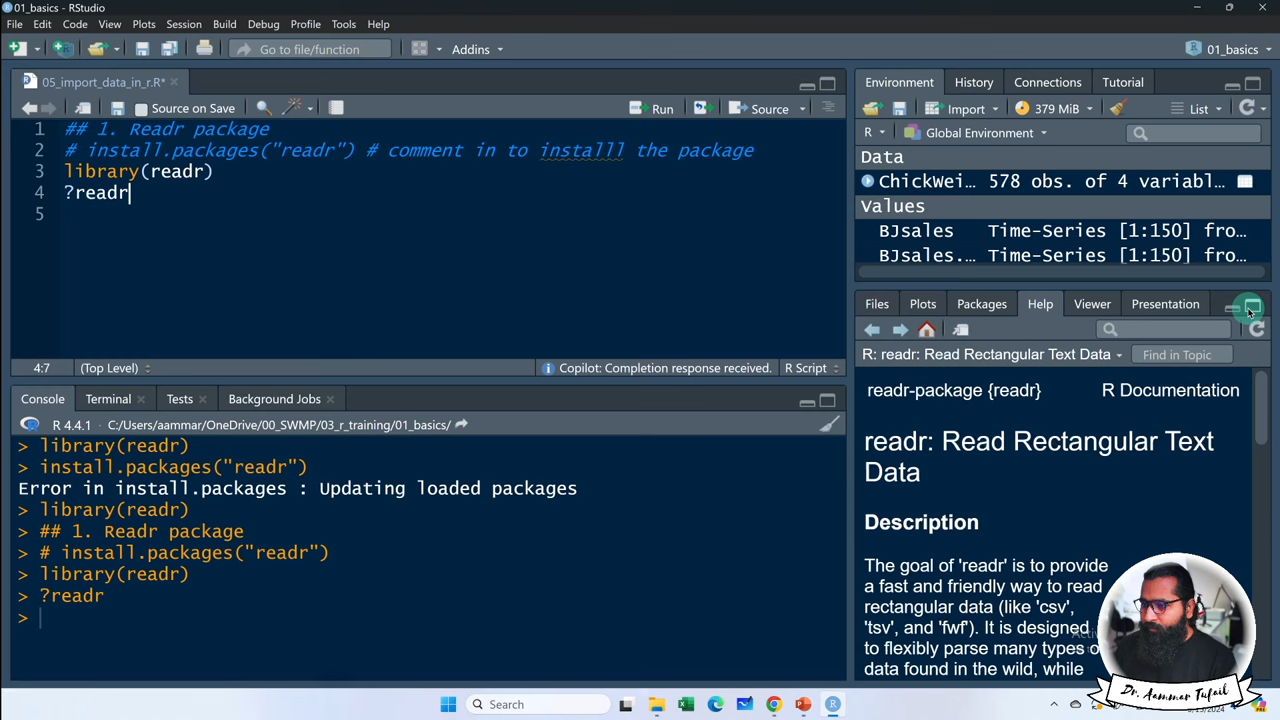 01_basics - RStudio
File Edit Code View Plots Session Build Debug Profile Tools Help
Go to file/function Addins 01_basics
05_import_data_in_r.R*
Source on Save Run Source
1 ## 1. Readr package
2 # install.packages("readr") # comment in to installl the package
3 library(readr)
4 ?readr
5
4:7 (Top Level) Copilot: Completion response received. R Script
Console Terminal Tests Background Jobs
R 4.4.1 · C:/Users/aammar/OneDrive/00_SWMP/03_r_training/01_basics/
> library(readr)
> install.packages("readr")
Error in install.packages : Updating loaded packages
> library(readr)
> ## 1. Readr package
> # install.packages("readr")
> library(readr)
> ?readr
>
Environment History Connections Tutorial
Import 379 MiB List
R Global Environment
Data
ChickWei… 578 obs. of 4 variabl…
Values
BJsales Time-Series [1:150] fro…
BJsales.… Time-Series [1:150] fro…
Files Plots Packages Help Viewer Presentation
R: readr: Read Rectangular Text Data Find in Topic
readr-package {readr} R Documentation
readr: Read Rectangular Text
Data
Description
The goal of 'readr' is to provide
a fast and friendly way to read
rectangular data (like 'csv',
'tsv', and 'fwf'). It is designed
to flexibly parse many types o
data found in the wild, while
Dr. Aammar Tufail
Search